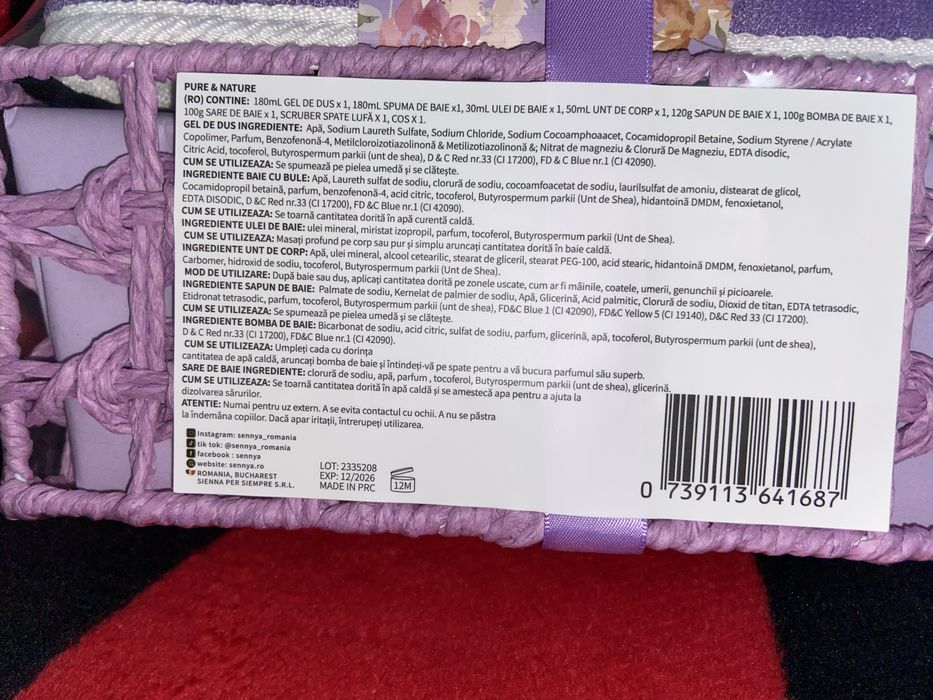 PURE & NATURE
(RO) CONTINE: 180mL GEL DE DUS x 1, 180mL SPUMA DE BAIE x1, 30mL ULEI DE BAIE x 1, 50mL UNT DE CORP x 1, 120g SAPUN DE BAIE X 1, 100g BOMBA DE BAIE X 1,
100g SARE DE BAIE X 1, SCRUBER SPATE LUFĂ X 1, COS X 1.
GEL DE DUS INGREDIENTE: Apă, Sodium Laureth Sulfate, Sodium Chloride, Sodium Cocoamphoaacet, Cocamidopropil Betaine, Sodium Styrene / Acrylate
Copolimer, Parfum, Benzofenonă-4, Metilcloroizotiazolinonă & Metilizotiazolinonă &; Nitrat de magneziu & Clorură De Magneziu, EDTA disodic,
Citric Acid, tocoferol, Butyrospermum parkii (unt de shea), D & C Red nr.33 (CI 17200), FD & C Blue nr.1 (CI 42090).
CUM SE UTILIZEAZA: Se spumează pe pielea umedă și se clătește.
INGREDIENTE BAIE CU BULE: Apă, Laureth sulfat de sodiu, clorură de sodiu, cocoamfoacetat de sodiu, laurilsulfat de amoniu, distearat de glicol,
Cocamidopropil betaină, parfum, benzofenonă-4, acid citric, tocoferol, Butyrospermum parkii (Unt de Shea), hidantoină DMDM, fenoxietanol,
EDTA DISODIC, D &C Red nr.33 (CI 17200), FD &C Blue nr.1 (CI 42090).
CUM SE UTILIZEAZA: Se toarnă cantitatea dorită în apă curentă caldă.
INGREDIENTE ULEI DE BAIE: ulei mineral, miristat izopropil, parfum, tocoferol, Butyrospermum parkii (Unt de Shea).
CUM SE UTILIZEAZA: Masați profund pe corp sau pur și simplu aruncați cantitatea dorită în baie caldă.
INGREDIENTE UNT DE CORP: Apă, ulei mineral, alcool cetearilic, stearat de gliceril, stearat PEG-100, acid stearic, hidantoină DMDM, fenoxietanol, parfum,
Carbomer, hidroxid de sodiu, tocoferol, Butyrospermum parkii (Unt de Shea).
MOD DE UTILIZARE: După baie sau duș, aplicați cantitatea dorită pe zonele uscate, cum ar fi mâinile, coatele, umerii, genunchii și picioarele.
INGREDIENTE SAPUN DE BAIE: Palmate de sodiu, Kernelat de palmier de sodiu, Apă, Glicerină, Acid palmitic, Clorură de sodiu, Dioxid de titan, EDTA tetrasodic,
Etidronat tetrasodic, parfum, tocoferol, Butyrospermum parkii (unt de shea), FD&C Blue 1 (CI 42090), FD&C Yellow 5 (CI 19140), D&C Red 33 (CI 17200).
CUM SE UTILIZEAZA: Se spumează pe pielea umedă și se clătește.
INGREDIENTE BOMBA DE BAIE: Bicarbonat de sodiu, acid citric, sulfat de sodiu, parfum, glicerină, apă, tocoferol, Butyrospermum parkii (unt de shea),
D & C Red nr.33 (CI 17200), FD&C Blue nr.1 (CI 42090).
CUM SE UTILIZEAZA: Umpleți cada cu dorința
cantitatea de apă caldă, aruncați bomba de baie și întindeți-vă pe spate pentru a vă bucura parfumul său superb.
SARE DE BAIE INGREDIENTE: clorură de sodiu, apă, parfum , tocoferol, Butyrospermum parkii (unt de shea), glicerină.
CUM SE UTILIZEAZA: Se toarnă cantitatea dorită în apă caldă și se amestecă apa pentru a ajuta la
dizolvarea sărurilor.
ATENTIE: Numai pentru uz extern. A se evita contactul cu ochii. A nu se păstra
la îndemâna copiilor. Dacă apar iritații, întrerupeți utilizarea.
Instagram: sennya_romania
tik tok: @sennya_romania
facebook : sennya
website: sennya.ro
ROMANIA, BUCHAREST
SIENNA PER SIEMPRE S.R.L.
LOT: 2335208
EXP: 12/2026
MADE IN PRC
12M
0 739113 641687